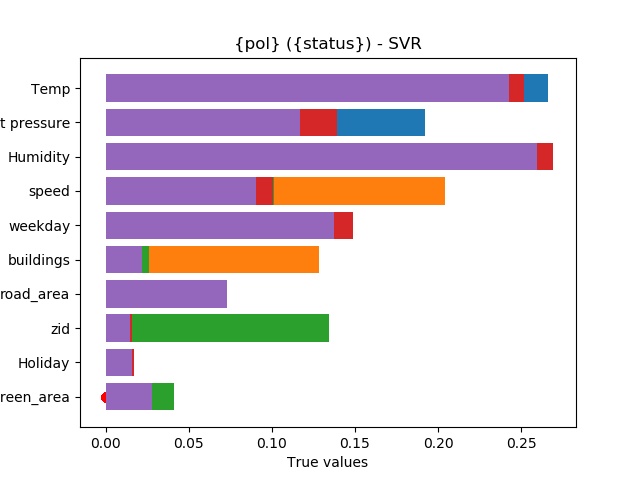 {pol} ({status}) - SVR
Temp
t pressure
Humidity
speed
weekday
buildings
road_area
zid
Holiday
reen_area
0.00 0.05 0.10 0.15 0.20 0.25
True values